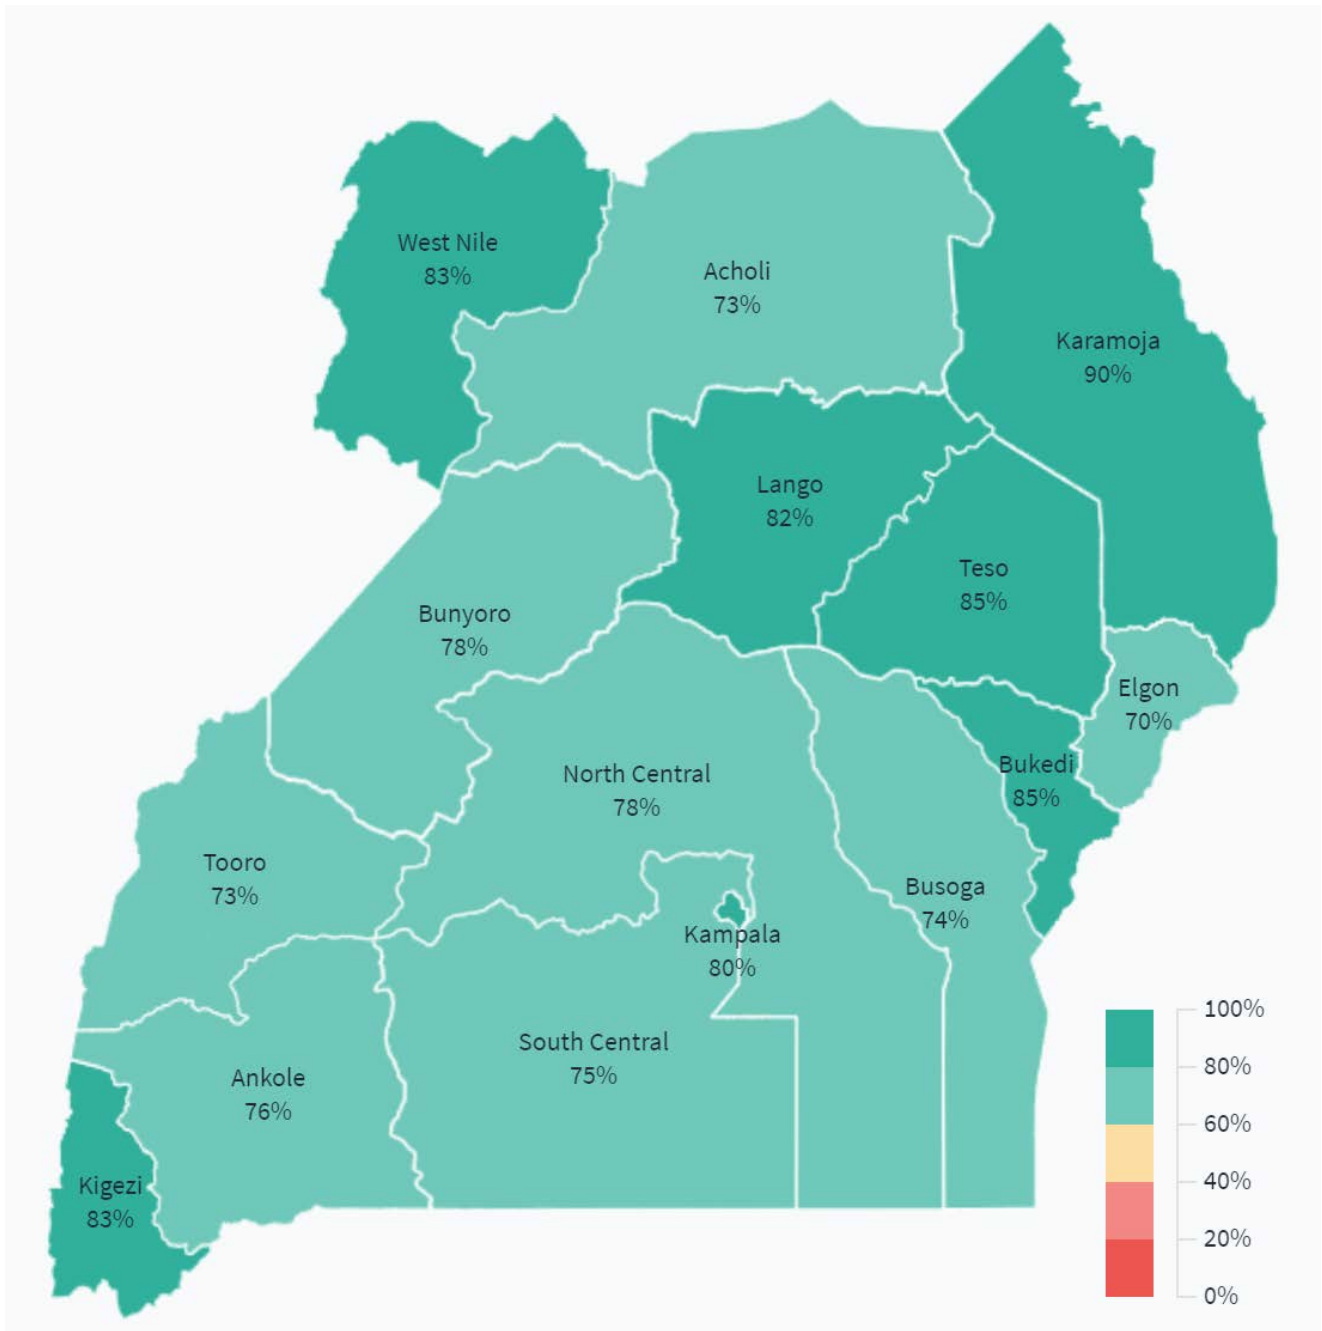 West Nile
83%
Acholi
73%
Karamoja
90%
Lango
82%
Teso
85%
Bunyoro
78%
Elgon
70%
Bukedi
85%
North Central
78%
Tooro
73%
Busoga
74%
Kampala
80%
South Central
75%
Ankole
76%
Kigezi
83%
100%
80%
60%
40%
20%
0%